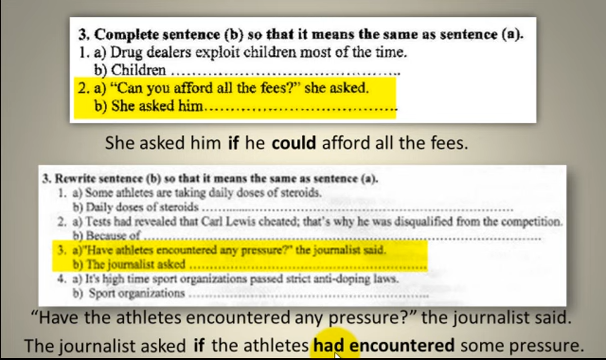 3. Complete sentence (b) so that it means the same as sentence (a).
1. a) Drug dealers exploit children most of the time.
b) Children ..................................................
2. a) “Can you afford all the fees?” she asked.
b) She asked him..........................................
She asked him if he could afford all the fees.
3. Rewrite sentence (b) so that it means the same as sentence (a).
1. a) Some athletes are taking daily doses of steroids.
b) Daily doses of steroids ..................................................
2. a) Tests had revealed that Carl Lewis cheated; that's why he was disqualified from the competition.
b) Because of ..................................................
3. a)"Have athletes encountered any pressure?" the journalist said.
b) The journalist asked ..................................................
4. a) It's high time sport organizations passed strict anti-doping laws.
b) Sport organizations ..................................................
“Have the athletes encountered any pressure?” the journalist said.
The journalist asked if the athletes had encountered some pressure.